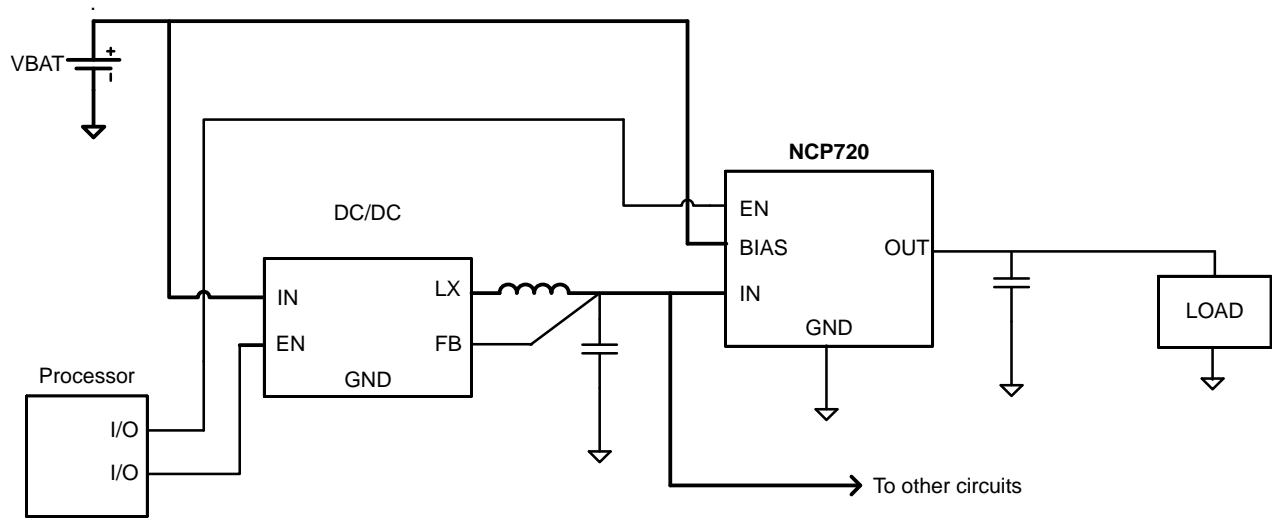 VBAT
+
NCP720
DC/DC
EN
BIAS
OUT
IN
GND
LOAD
IN
LX
EN
FB
GND
Processor
I/O
I/O
To other circuits